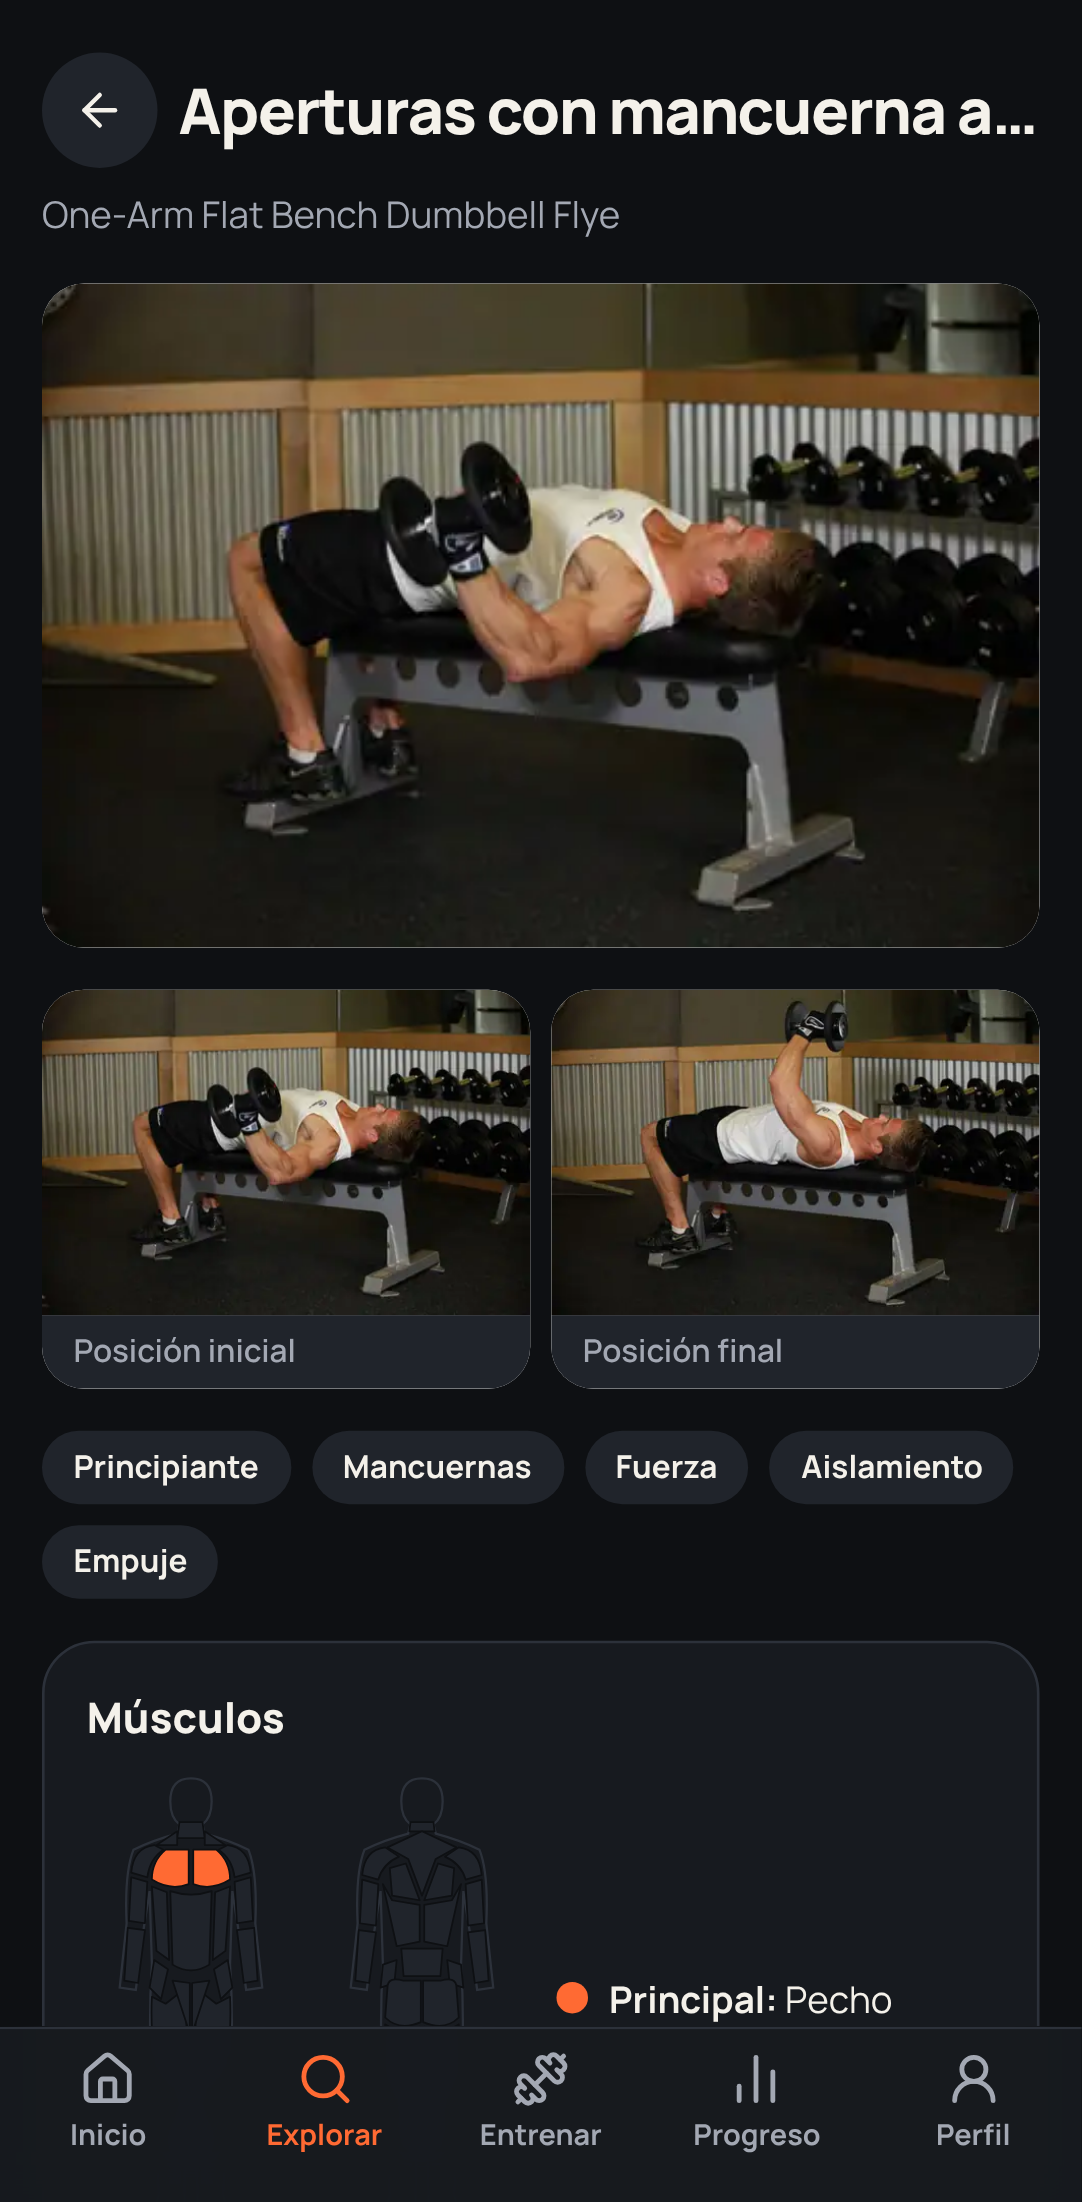 Aperturas con mancuerna a...
One-Arm Flat Bench Dumbbell Flye
Posición inicial
Posición final
Principiante
Mancuernas
Fuerza
Aislamiento
Empuje
Músculos
Principal: Pecho
Inicio
Explorar
Entrenar
Progreso
Perfil